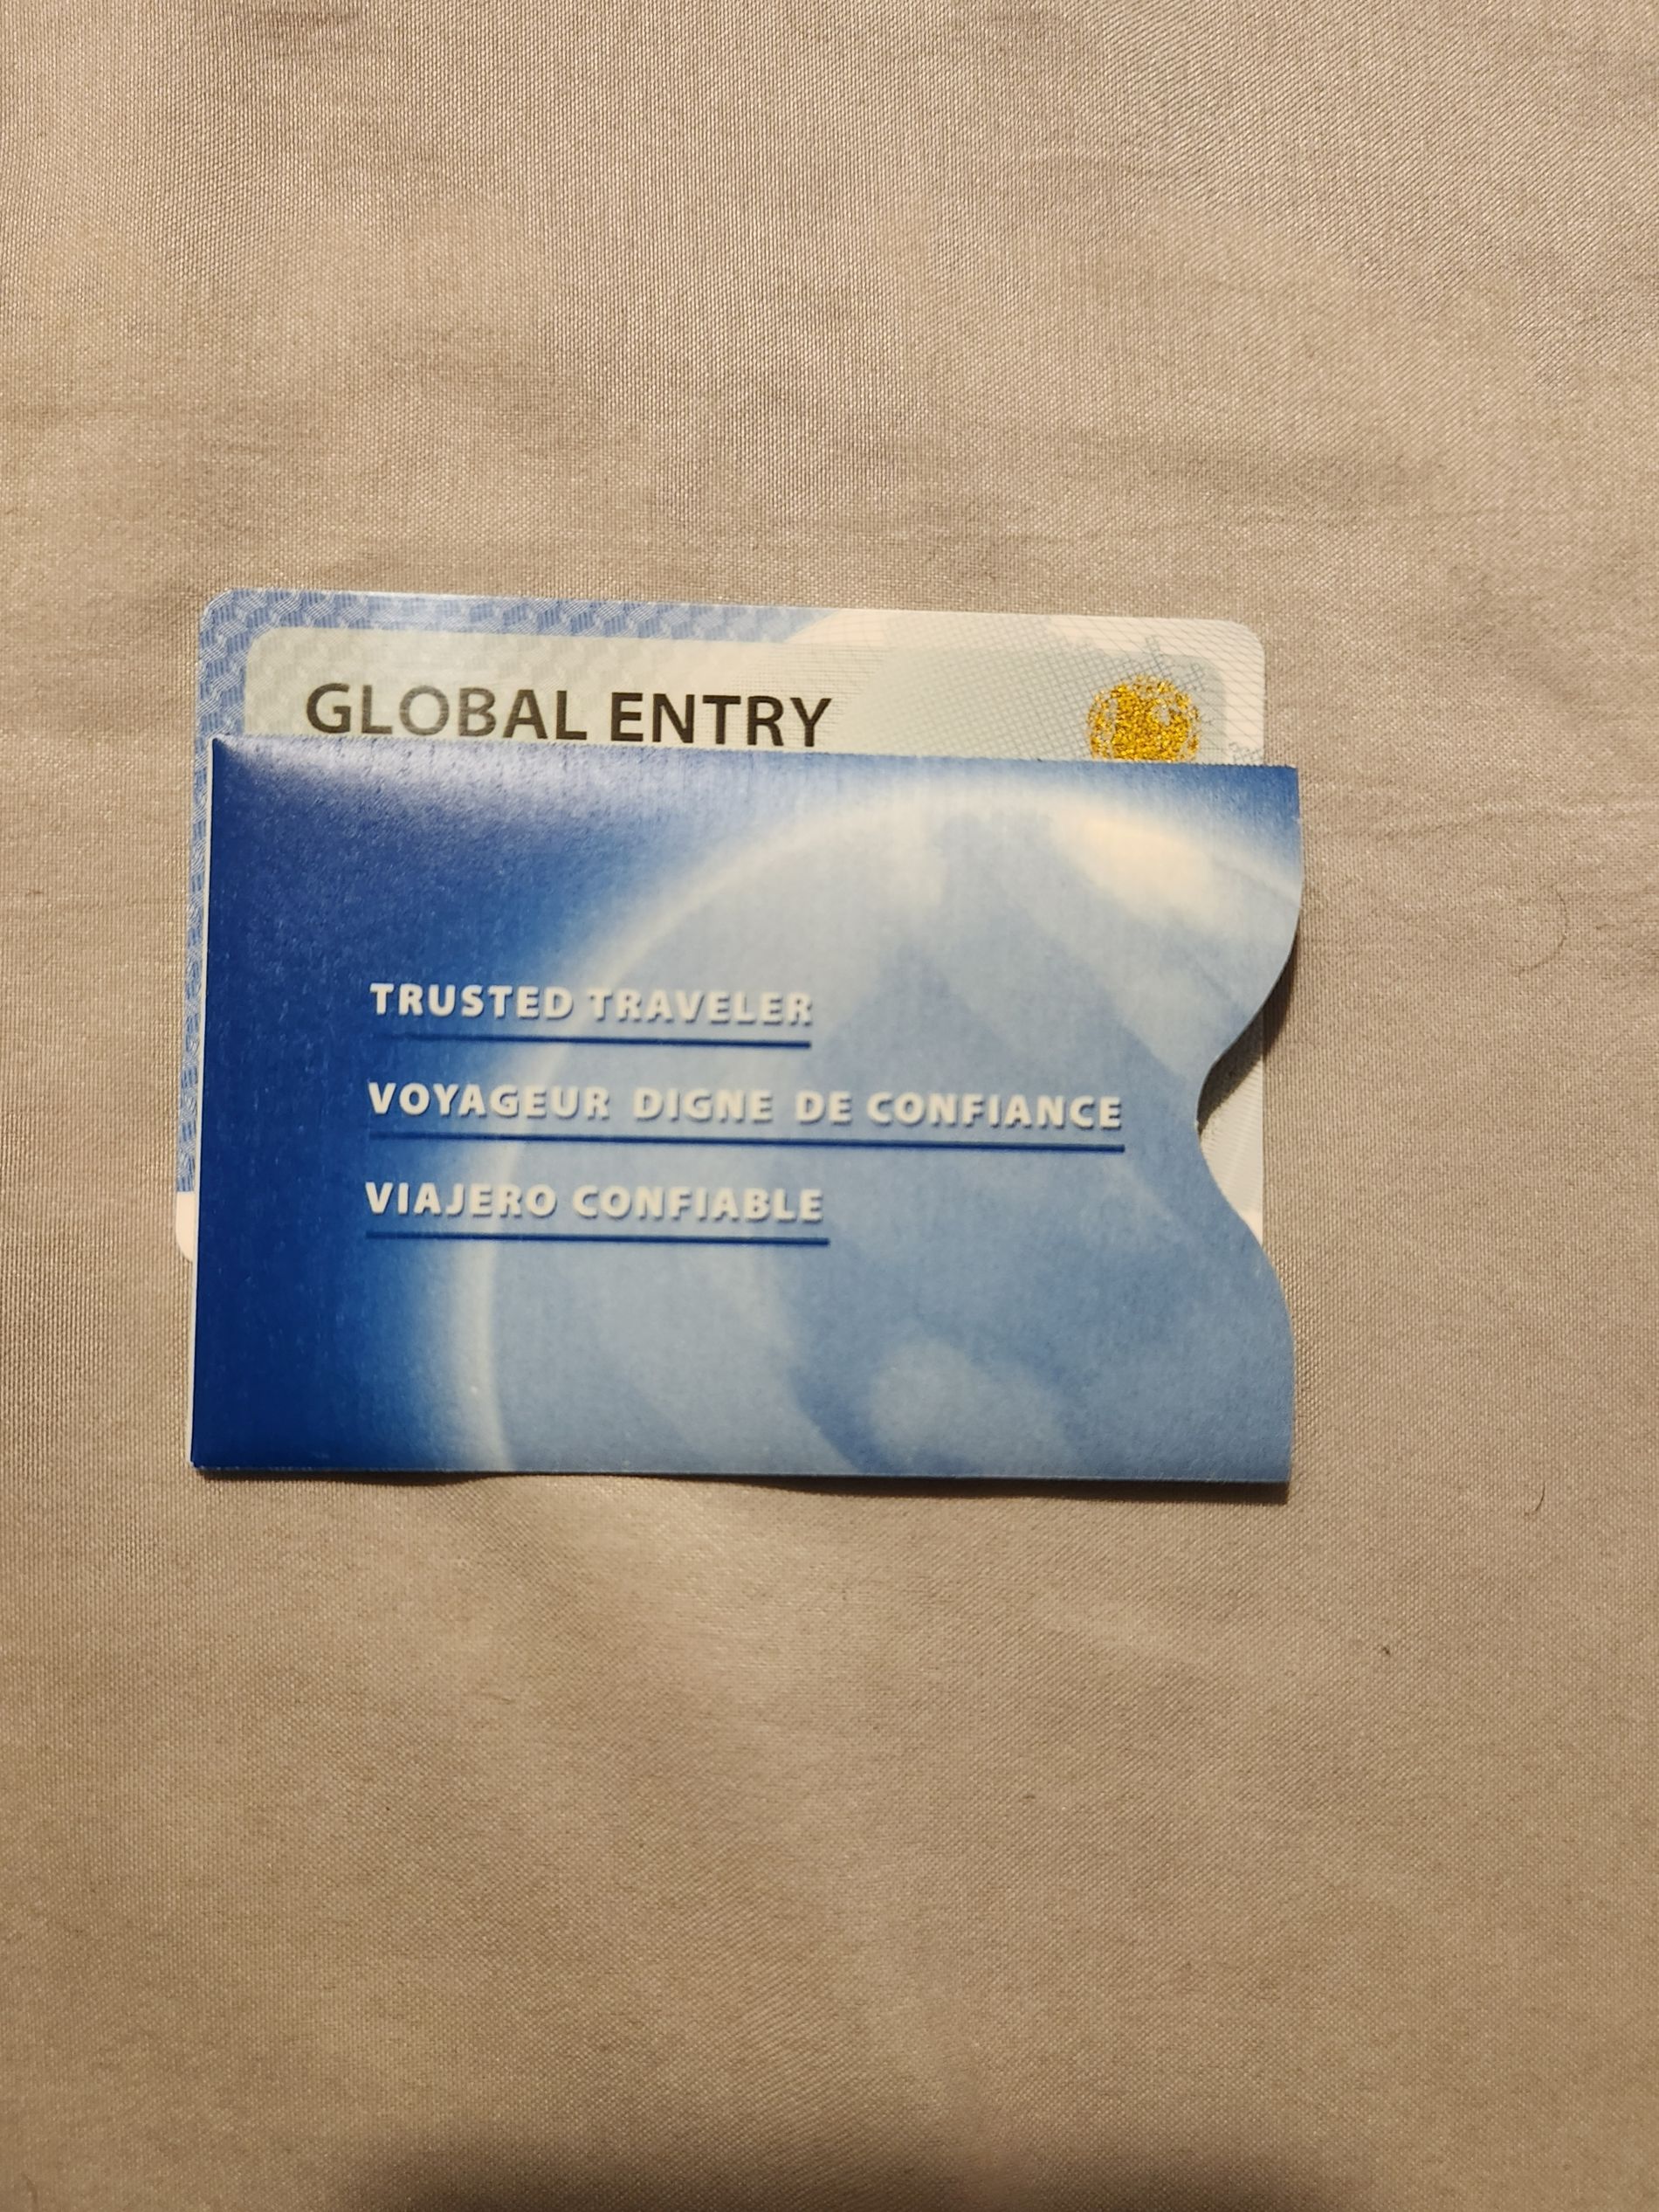 GLOBAL ENTRY
TRUSTED TRAVELER
VOYAGEUR DIGNE DE CONFIANCE
VIAJERO CONFIABLE